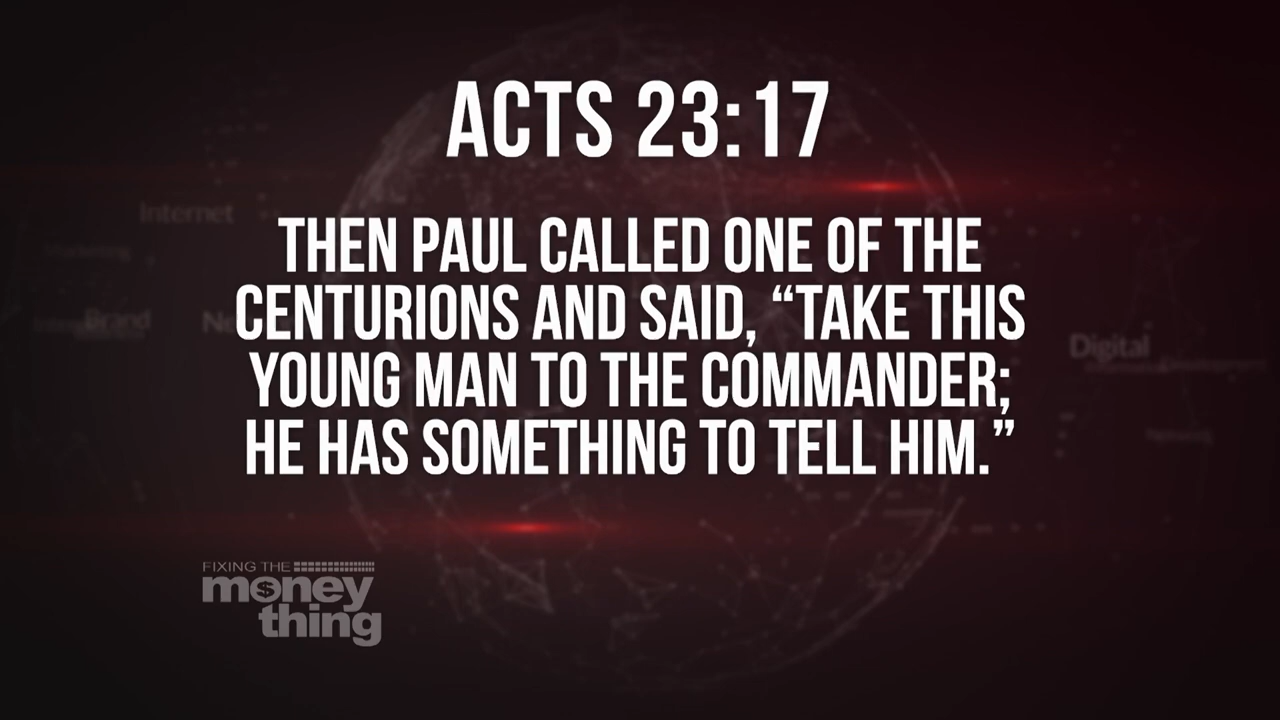 ACTS 23:17
Internet
THEN PAUL CALLED ONE OF THE
CENTURIONS AND SAID, “TAKE THIS
YOUNG MAN TO THE COMMANDER;
HE HAS SOMETHING TO TELL HIM.”
Brand
Digital
FIXING THE
money
thing